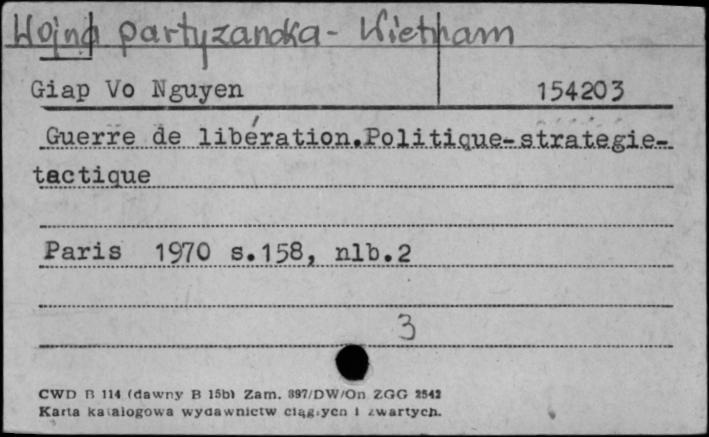 Wojna partyzancka - Wietnam
Giap Vo Nguyen 154203
Guerre de libération.Politique-strategie-
tactique
Paris 1970 s.158, nlb.2
3
CWD B 114 (dawny B 15b) Zam. 897/DW/On ZGG 2542
Karta katalogowa wydawnictw ciągłych i zwartych.